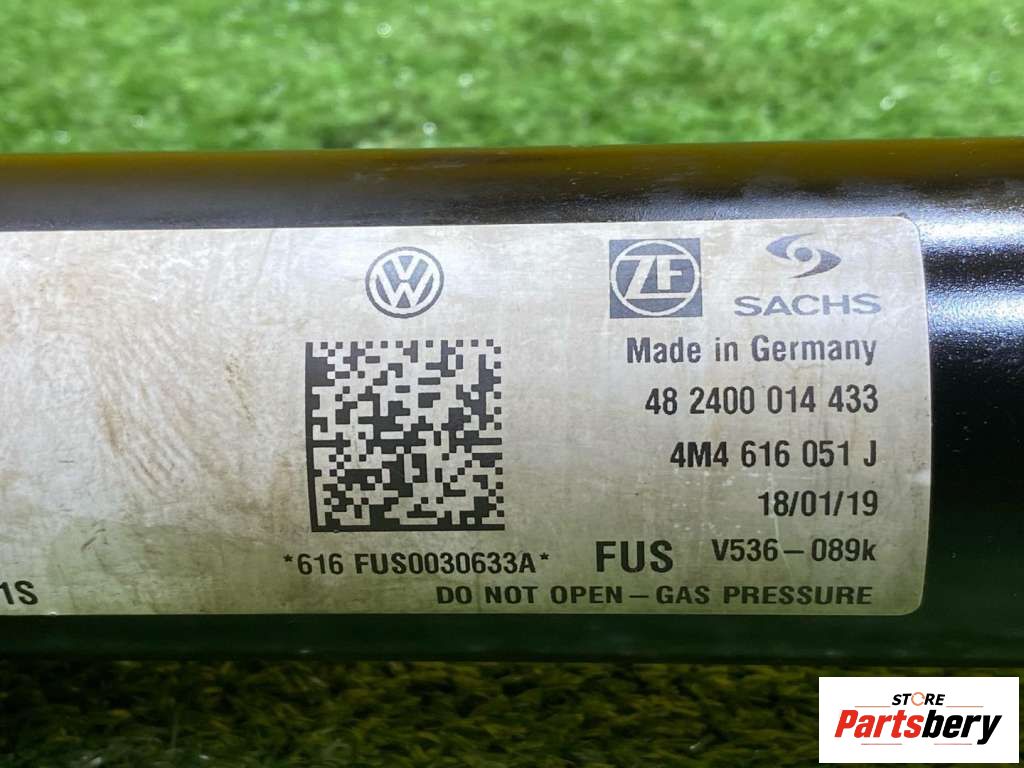 VW
ZF
SACHS
Made in Germany
48 2400 014 433
4M4 616 051 J
18/01/19
*616 FUS0030633A*
FUS V536-089k
1S
DO NOT OPEN - GAS PRESSURE
STORE
Partsbery